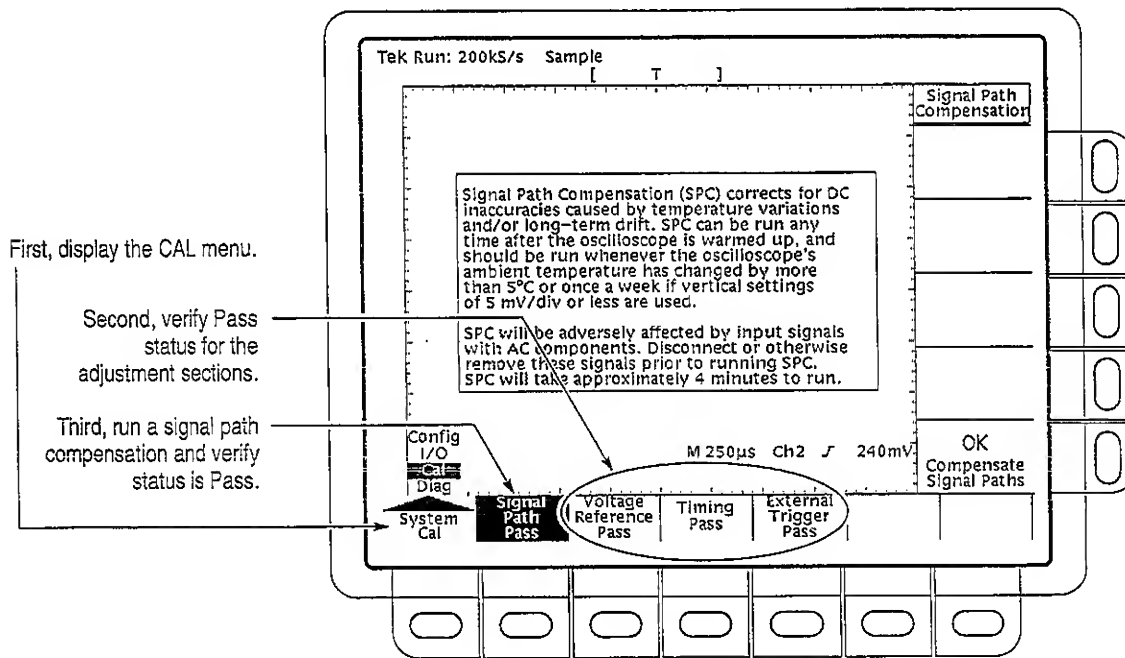 Tek Run: 200kS/s Sample
[ T ]
Signal Path
Compensation
Signal Path Compensation (SPC) corrects for DC
inaccuracies caused by temperature variations
and/or long-term drift. SPC can be run any
time after the oscilloscope is warmed up, and
should be run whenever the oscilloscope's
ambient temperature has changed by more
than 5°C or once a week if vertical settings
of 5 mV/div or less are used.
SPC will be adversely affected by input signals
with AC components. Disconnect or otherwise
remove these signals prior to running SPC.
SPC will take approximately 4 minutes to run.
First, display the CAL menu.
Second, verify Pass
status for the
adjustment sections.
Third, run a signal path
compensation and verify
status is Pass.
Config
I/O
Cal
Diag
M 250µs Ch2 ƒ 240mV
OK
Compensate
Signal Paths
System
Cal
Signal
Path
Pass
Voltage
Reference
Pass
Timing
Pass
External
Trigger
Pass